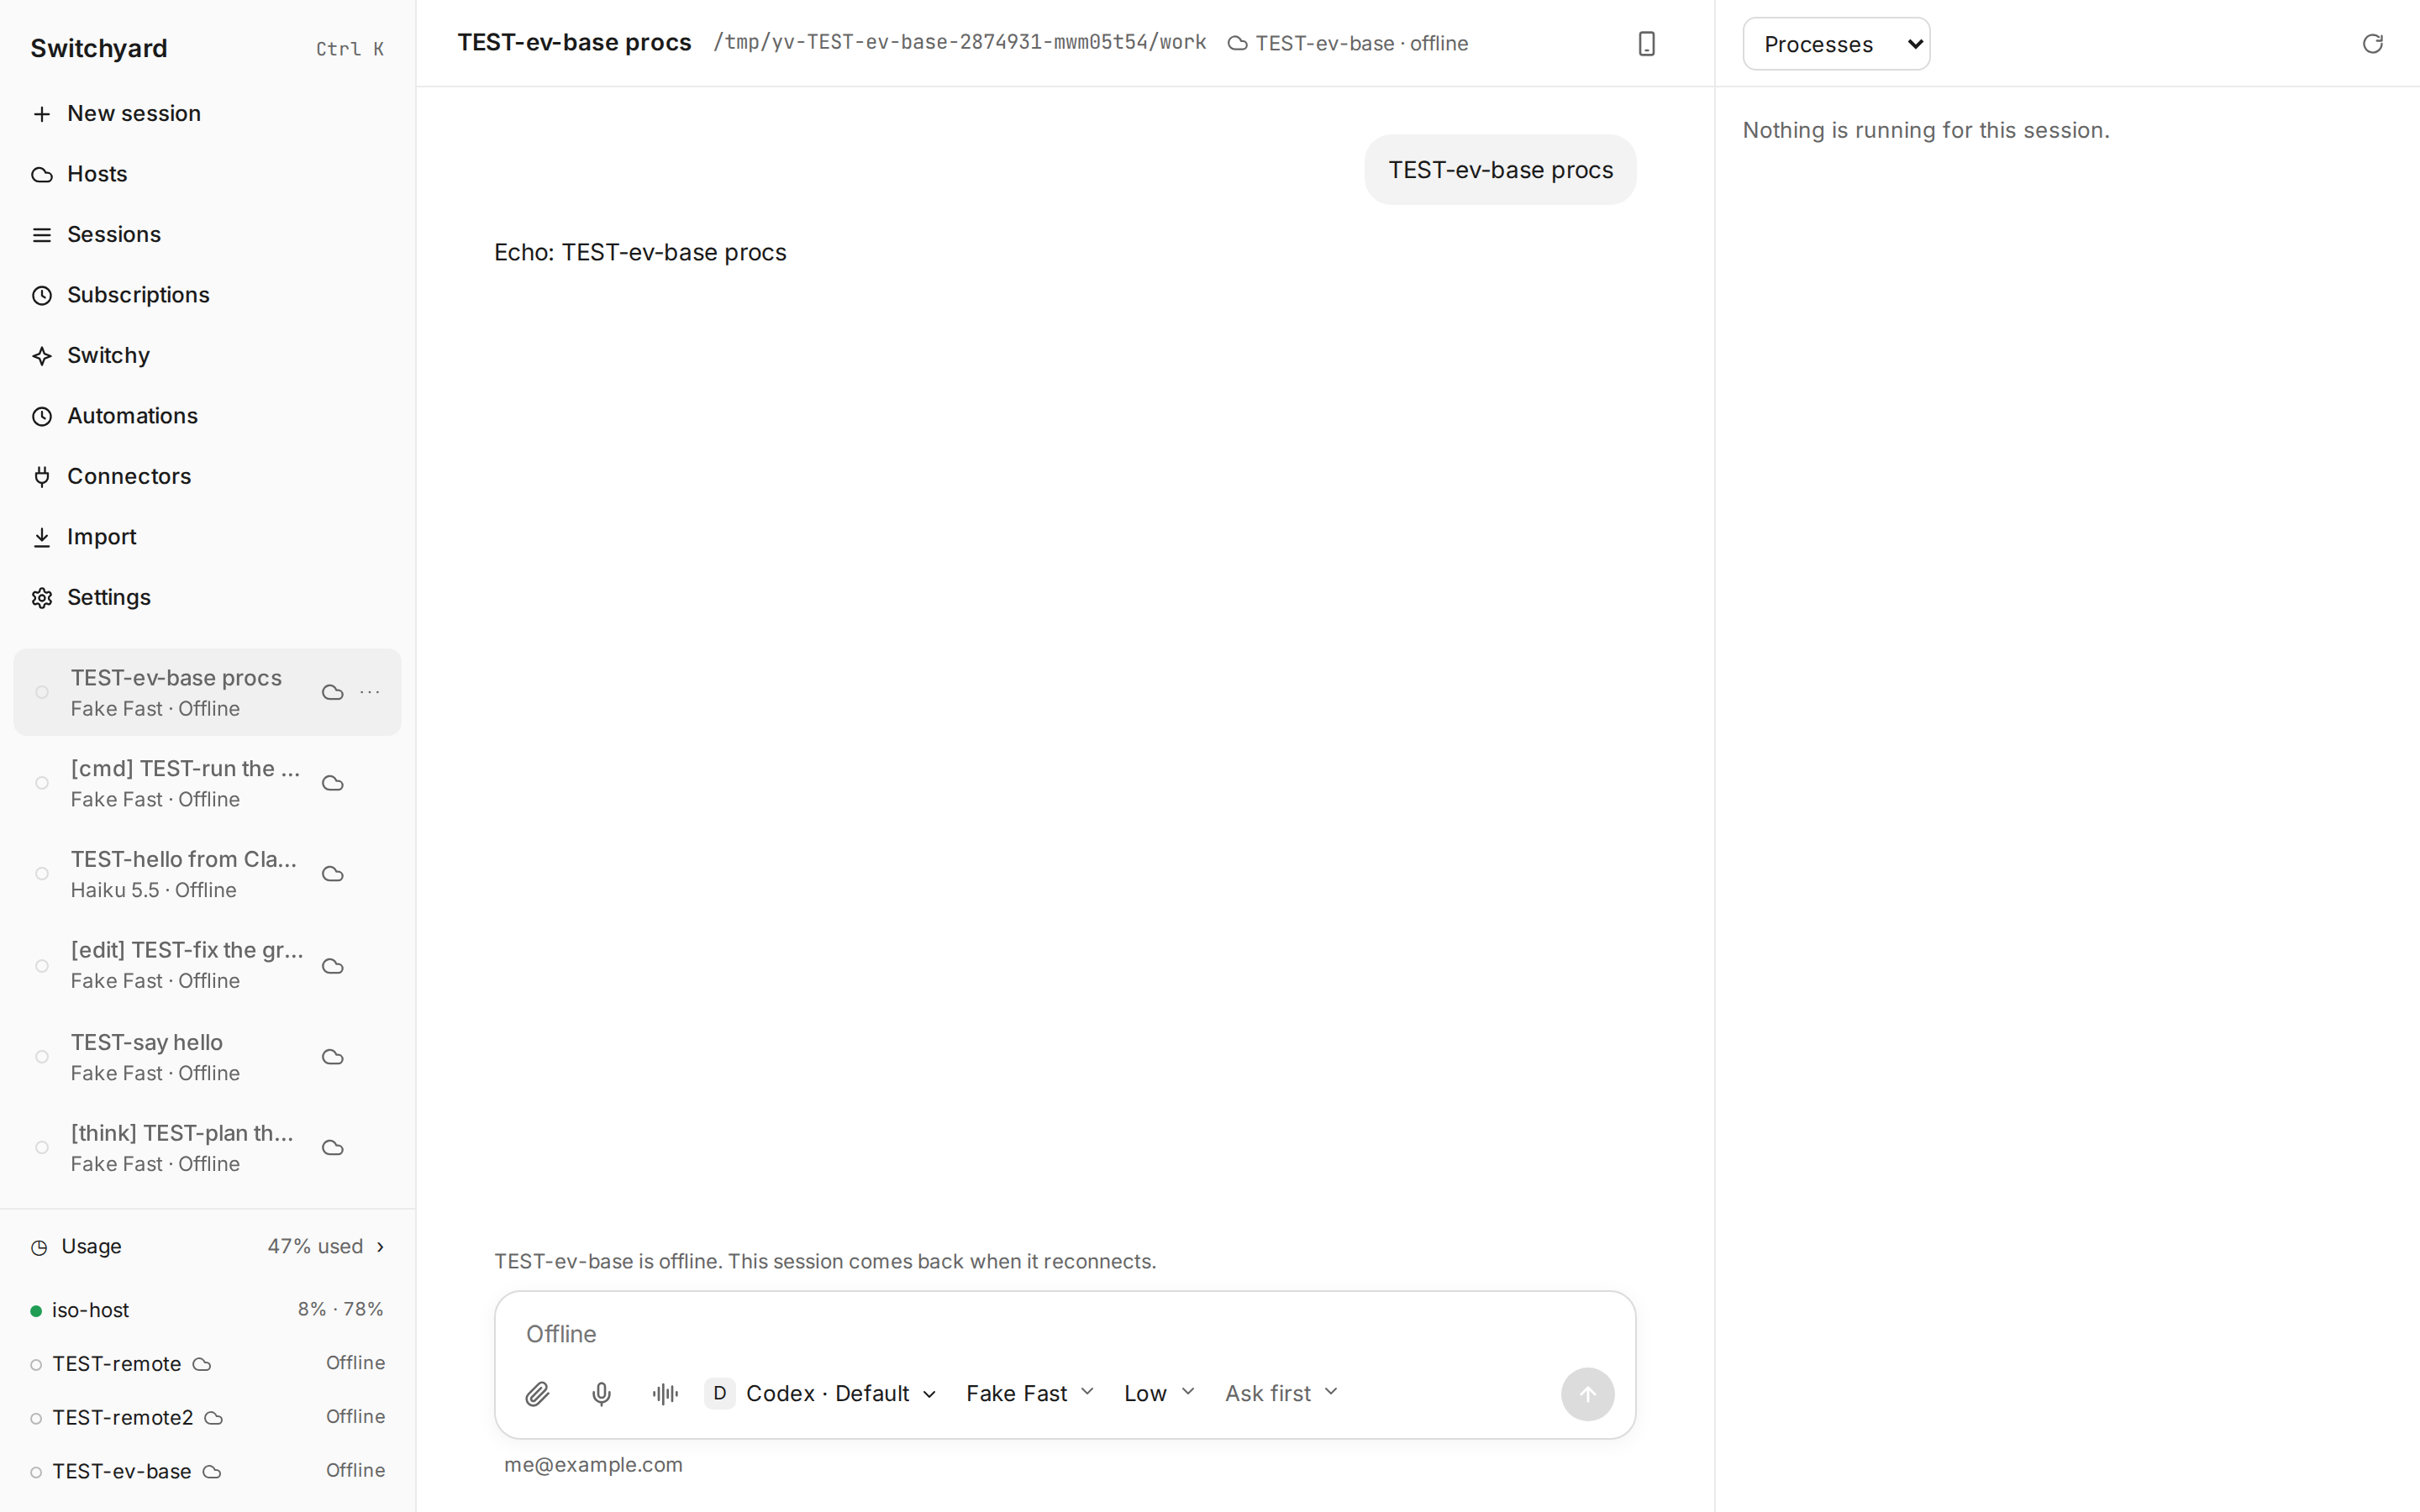 Switchyard
Ctrl K
New session
Hosts
Sessions
Subscriptions
Switchy
Automations
Connectors
Import
Settings
TEST-ev-base procs
Fake Fast · Offline
[cmd] TEST-run the ...
Fake Fast · Offline
TEST-hello from Cla...
Haiku 5.5 · Offline
[edit] TEST-fix the gr...
Fake Fast · Offline
TEST-say hello
Fake Fast · Offline
[think] TEST-plan th...
Fake Fast · Offline
Usage
47% used
iso-host
8% · 78%
TEST-remote
Offline
TEST-remote2
Offline
TEST-ev-base
Offline
TEST-ev-base procs
/tmp/yv-TEST-ev-base-2874931-mwm05t54/work
TEST-ev-base · offline
TEST-ev-base procs
Echo: TEST-ev-base procs
TEST-ev-base is offline. This session comes back when it reconnects.
Offline
D
Codex · Default
Fake Fast
Low
Ask first
me@example.com
Processes
Nothing is running for this session.